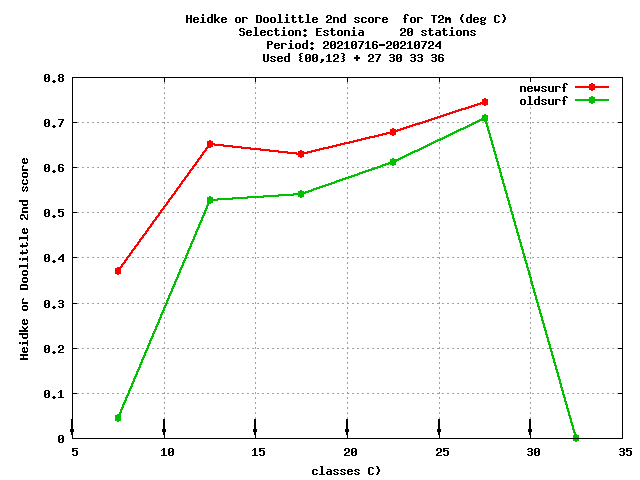 Heidke or Doolittle 2nd score  for T2m (deg C)
Selection: Estonia     20 stations
Period: 20210716-20210724
Used {00,12} + 27 30 33 36
newsurf
oldsurf
Heidke or Doolittle 2nd score
0.8
0.7
0.6
0.5
0.4
0.3
0.2
0.1
0
5 10 15 20 25 30 35
classes C)